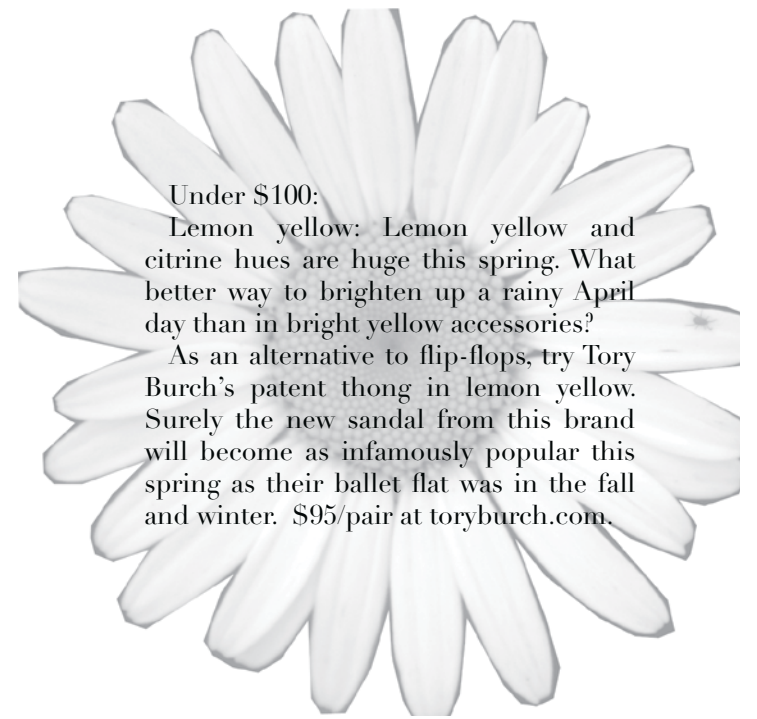 Under $100:
Lemon yellow: Lemon yellow and
citrine hues are huge this spring. What
better way to brighten up a rainy April
day than in bright yellow accessories?
As an alternative to flip-flops, try Tory
Burch's patent thong in lemon yellow.
Surely the new sandal from this brand
will become as infamously popular this
spring as their ballet flat was in the fall
and winter.  $95/pair at toryburch.com.